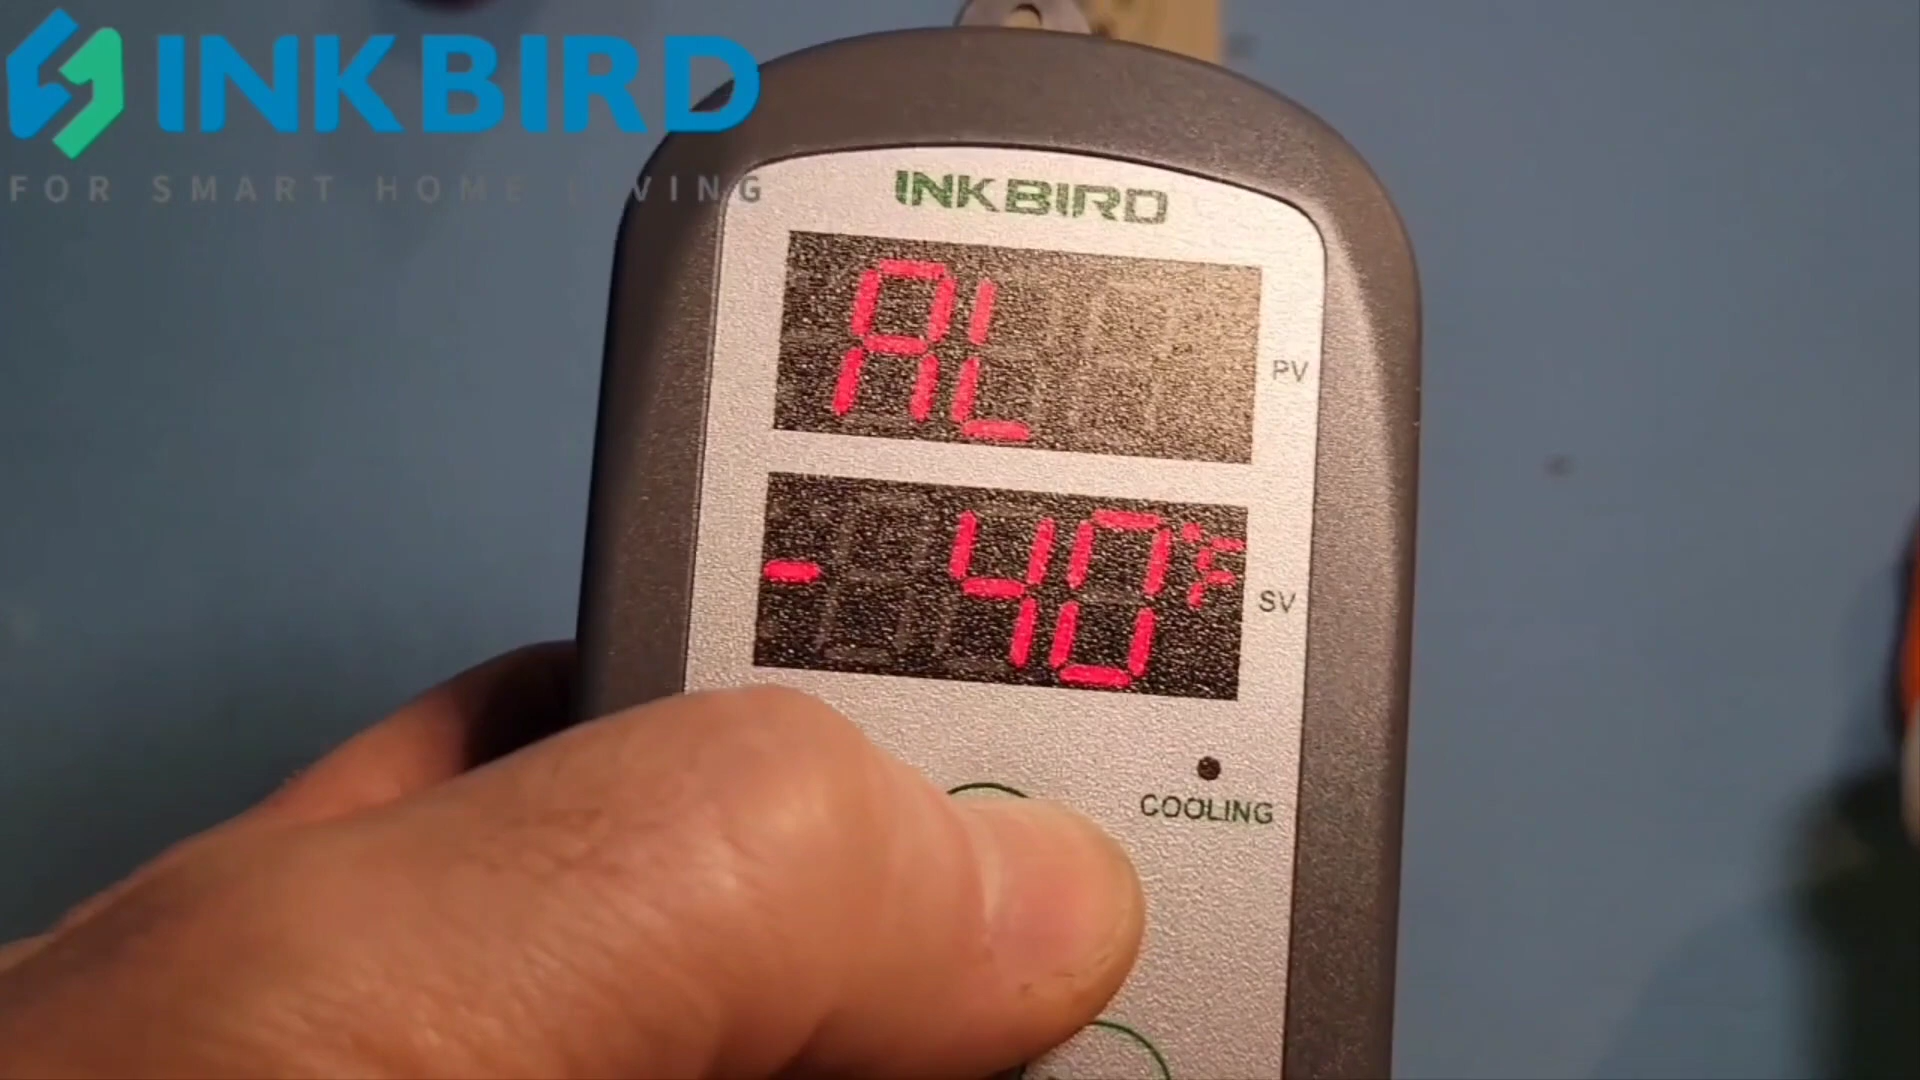 INKBIRD
FOR SMART HOME LIVING
INKBIRD
AL
PV
- 40°F
SV
COOLING